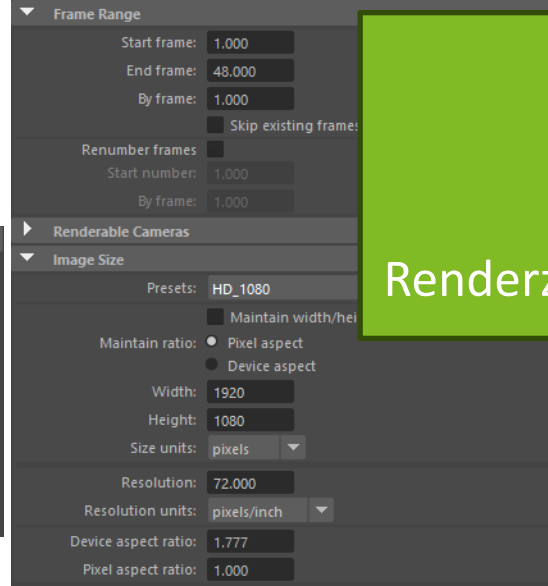 Frame Range
Start frame: 1.000
End frame: 48.000
By frame: 1.000
Skip existing frames
Renumber frames
Start number: 1.000
By frame: 1.000
Renderable Cameras
Image Size
Presets: HD_1080
Renderz
Maintain width/hei
Maintain ratio: Pixel aspect
Device aspect
Width: 1920
Height: 1080
Size units: pixels
Resolution: 72.000
Resolution units: pixels/inch
Device aspect ratio: 1.777
Pixel aspect ratio: 1.000